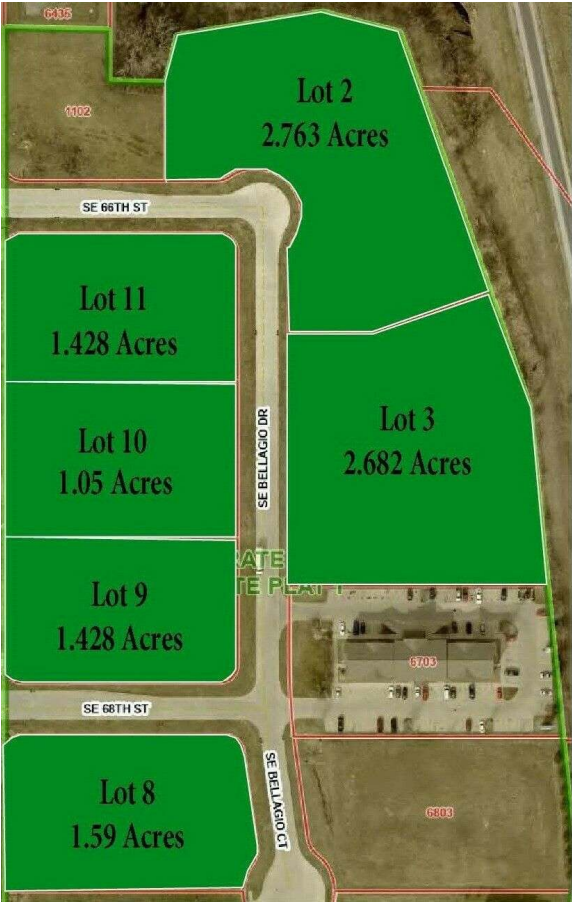 6435
1102
Lot 2
2.763 Acres
SE 66TH ST
Lot 11
1.428 Acres
Lot 10
1.05 Acres
SE BELLAGIO DR
Lot 3
2.682 Acres
Lot 9
1.428 Acres
6703
SE 68TH ST
Lot 8
1.59 Acres
SE BELLAGIO CT
6803